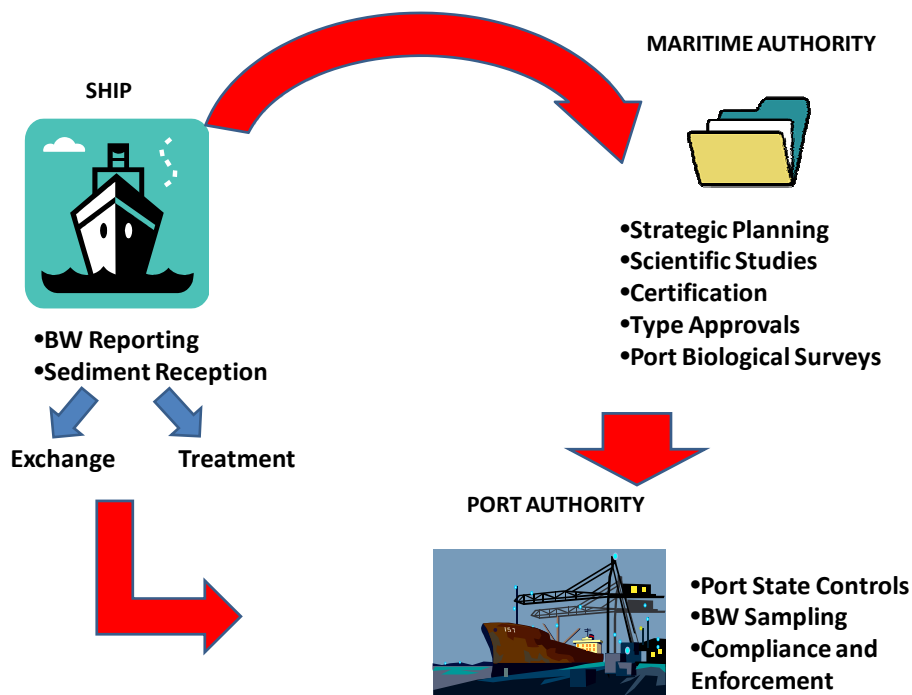 MARITIME AUTHORITY
SHIP
•Strategic Planning
•Scientific Studies
•Certification
•Type Approvals
•Port Biological Surveys
•BW Reporting
•Sediment Reception
Exchange
Treatment
PORT AUTHORITY
157
•Port State Controls
•BW Sampling
•Compliance and
Enforcement